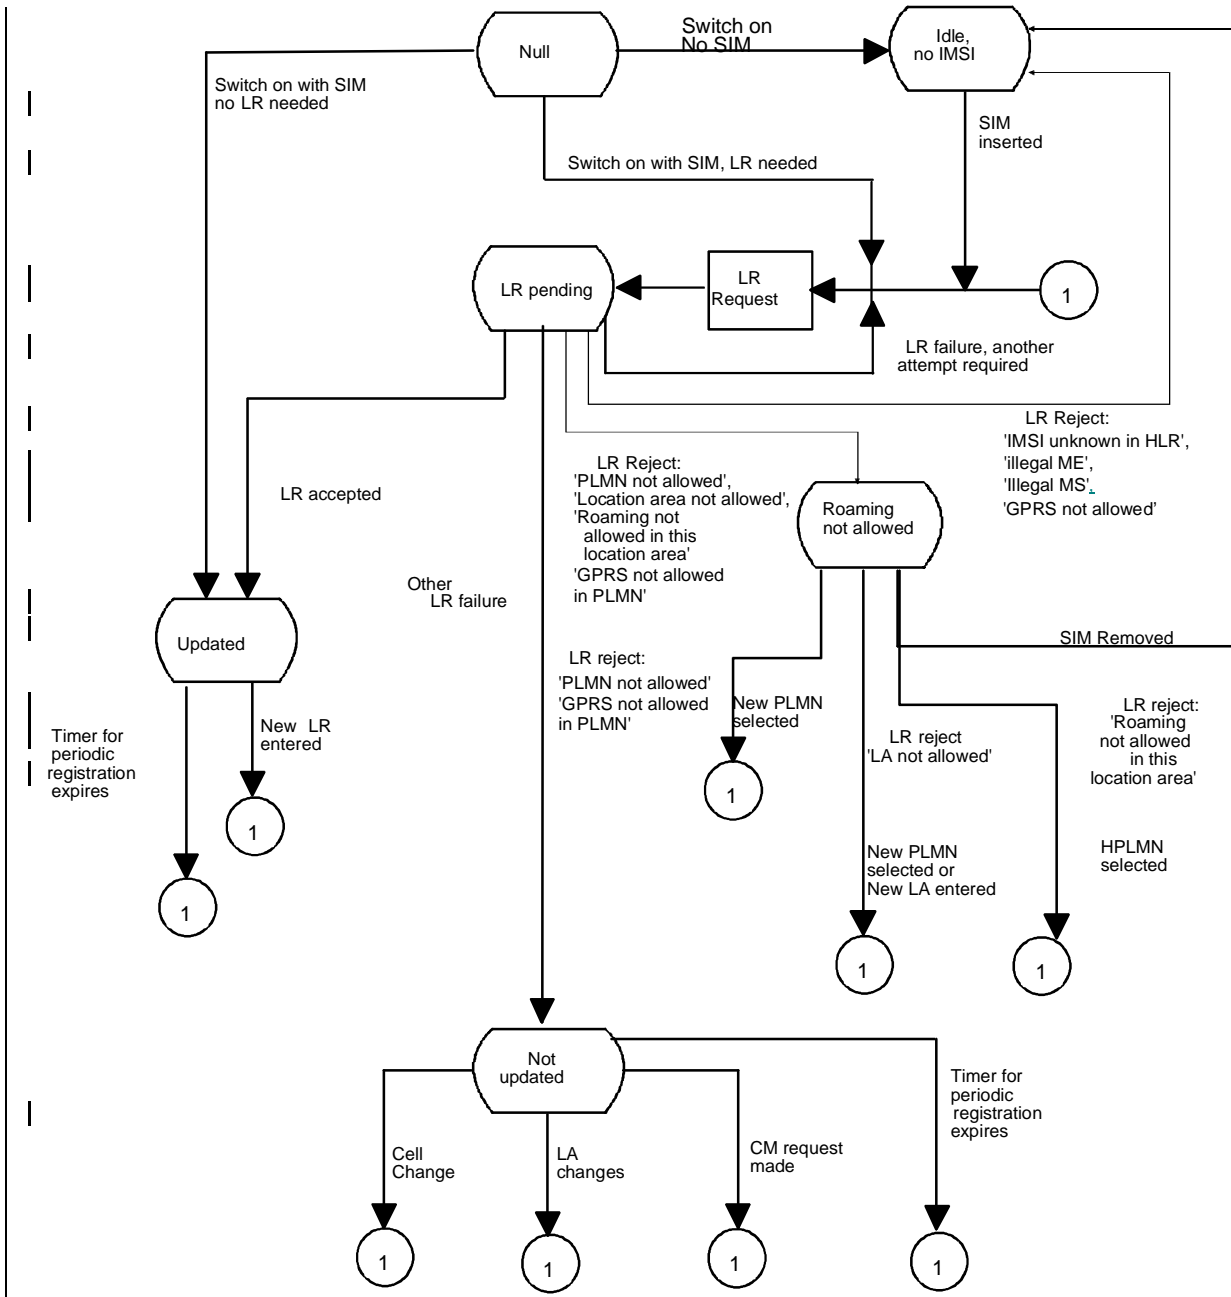 Switch on
No SIM
Null
Idle,
no IMSI
Switch on with SIM
no LR needed
SIM
inserted
Switch on with SIM, LR needed
LR pending
LR
Request
1
LR failure, another
attempt required
LR Reject:
'IMSI unknown in HLR',
'illegal ME',
'Illegal MS',
'GPRS not allowed'
LR Reject:
'PLMN not allowed',
'Location area not allowed',
'Roaming not
allowed in this
location area'
'GPRS not allowed
in PLMN'
LR accepted
Roaming
not allowed
Other
LR failure
Updated
SIM Removed
LR reject:
'PLMN not allowed'
'GPRS not allowed
in PLMN'
New PLMN
selected
LR reject
'LA not allowed'
LR reject:
'Roaming
not allowed
in this
location area'
Timer for
periodic
registration
expires
New LR
entered
1
1
1
New PLMN
selected or
New LA entered
HPLMN
selected
1
1
Not
updated
Timer for
periodic
registration
expires
Cell
Change
LA
changes
CM request
made
1
1
1
1